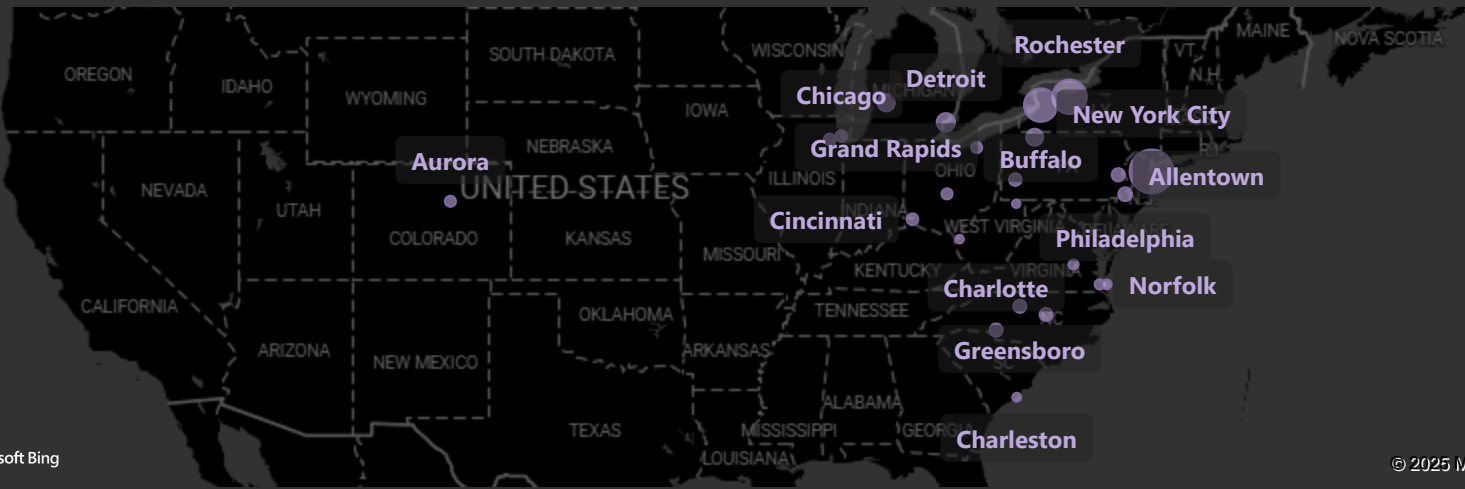 MAINE
NOVA SCOTIA
Rochester
WISCONSIN
VT.
SOUTH DAKOTA
OREGON
N.H.
Detroit
IDAHO
MICHIGAN
Chicago
WYOMING
IOWA
New York City
NEBRASKA
Grand Rapids
R.I.
Buffalo
Aurora
OHIO
ILLINOIS
Allentown
UNITED STATES
NEVADA
UTAH
INDIANA
Cincinnati
WEST VIRGINIA
COLORADO
KANSAS
Philadelphia
MISSOURI
KENTUCKY
VIRGINIA
Charlotte
Norfolk
CALIFORNIA
TENNESSEE
OKLAHOMA
NC
ARIZONA
ARKANSAS
Greensboro
NEW MEXICO
SC
ALABAMA
TEXAS
MISSISSIPPI
GEORGIA
Charleston
LOUISIANA
soft Bing
© 2025 M